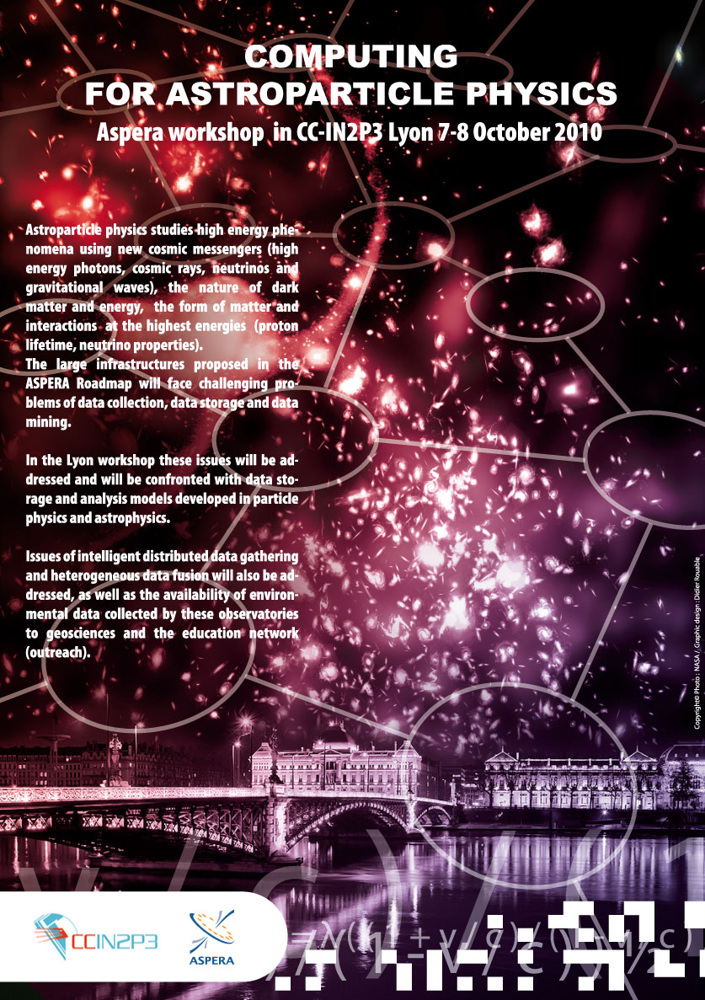 COMPUTING
FOR ASTROPARTICLE PHYSICS
Aspera workshop in CC-IN2P3 Lyon 7-8 October 2010
Astroparticle physics studies high energy phe-
nomena using new cosmic messengers (high
energy photons, cosmic rays, neutrinos and
gravitational waves), the nature of dark
matter and energy, the form of matter and
interactions at the highest energies (proton
lifetime, neutrino properties).
The large infrastructures proposed in the
ASPERA Roadmap will face challenging pro-
blems of data collection, data storage and data
mining.
In the Lyon workshop these issues will be ad-
dressed and will be confronted with data sto-
rage and analysis models developed in particle
physics and astrophysics.
Issues of intelligent distributed data gathering
and heterogeneous data fusion will also be ad-
dressed, as well as the availability of environ-
mental data collected by these observatories
to geosciences and the education network
(outreach).
Copyright© Photo : NASA / Graphic design : Didier Rouable
CCIN2P3
ASPERA